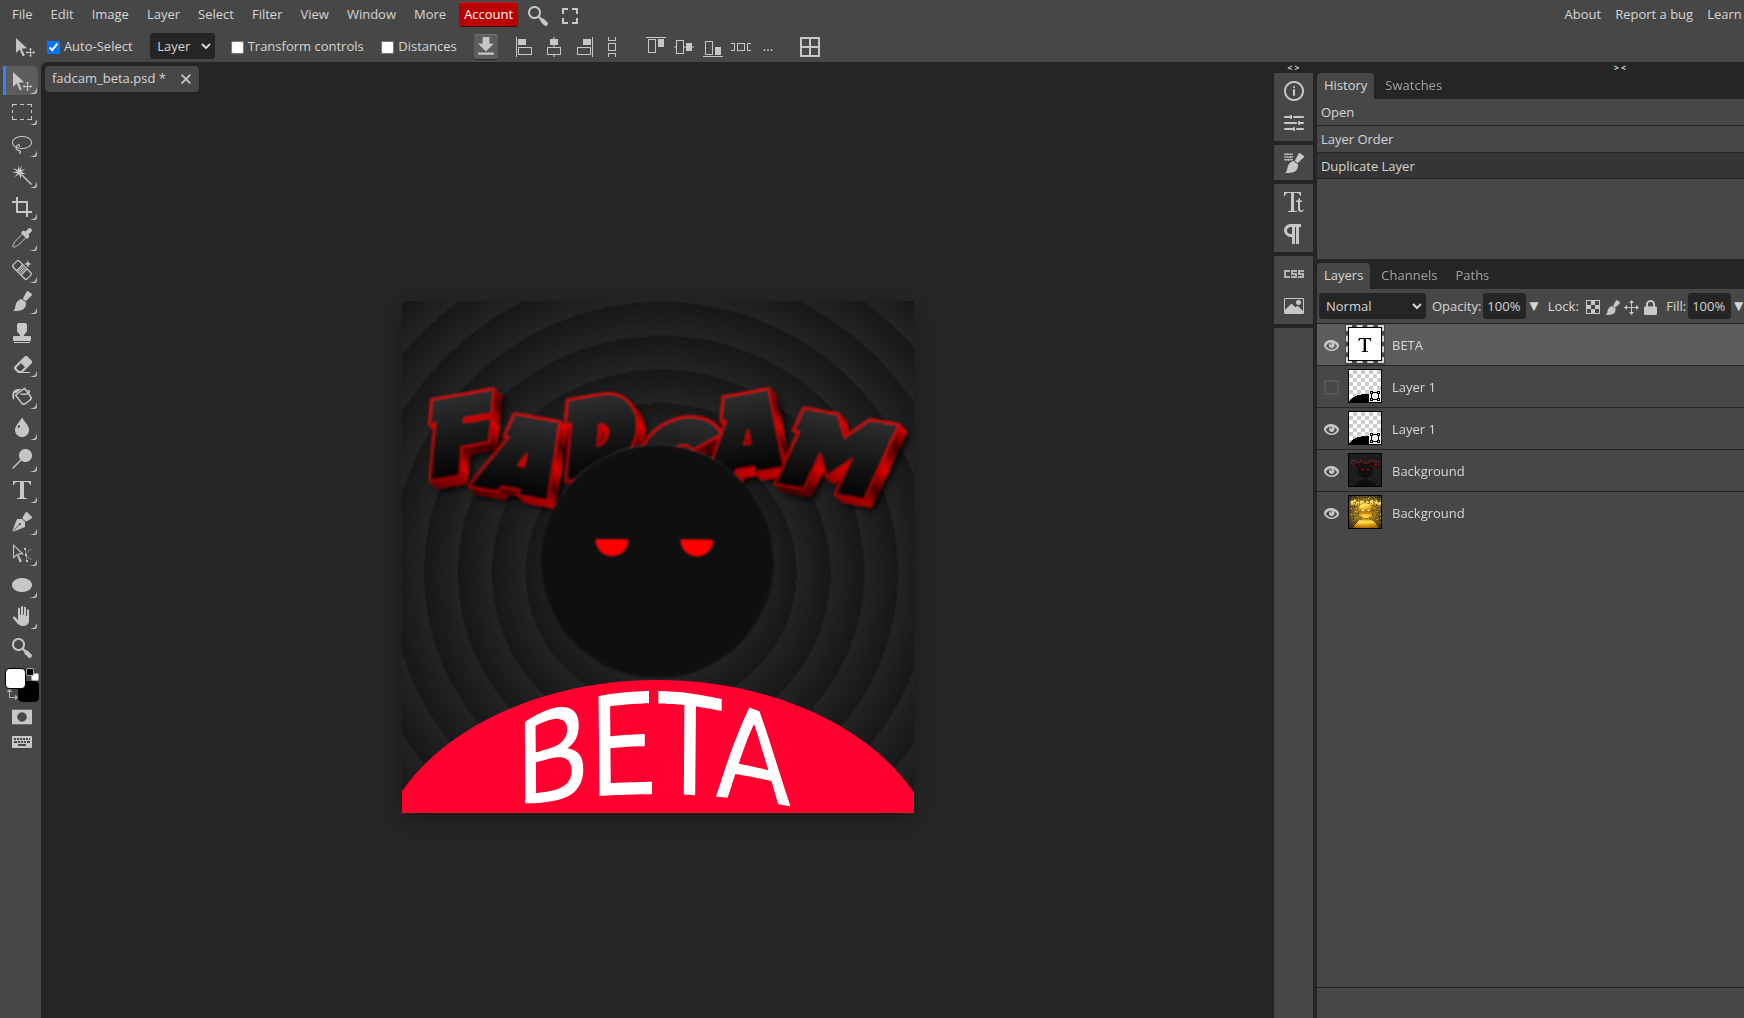 File Edit Image Layer Select Filter View Window More Account About Report a bug Learn
Auto-Select Layer Transform controls Distances ...
fadcam_beta.psd *
History Swatches
Open
Layer Order
Duplicate Layer
CSS
Layers Channels Paths
Normal Opacity: 100% Lock: Fill: 100%
T BETA
Layer 1
Layer 1
Background
Background
FADCAM
BETA